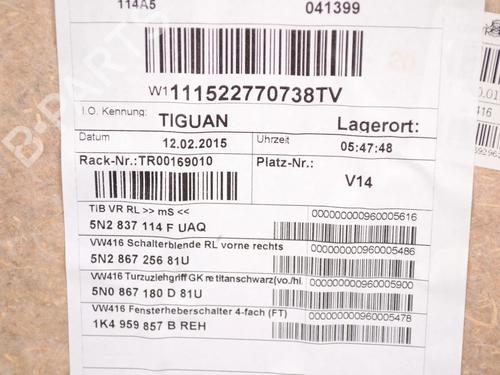 114A5
041399
W1111522770738TV
I.O. Kennung: TIGUAN Lagerort:
Datum 12.02.2015 Uhrzeit 05:47:48
Rack-Nr.:TR00169010 Platz-Nr.:
V14
TiB VR RL >> mS << 000000000960005616
5N2 837 114 F UAQ
VW416 Schalterblende RL vorne rechts 000000000960005486
5N2 867 256 81U
VW416 Turzuziehgriff GK re titanschwarz(vo./hi. 000000000960005900
5N0 867 180 D 81U
VW416 Fensterheberschalter 4-fach (FT) 000000000960005478
1K4 959 857 B REH
B-PARTS